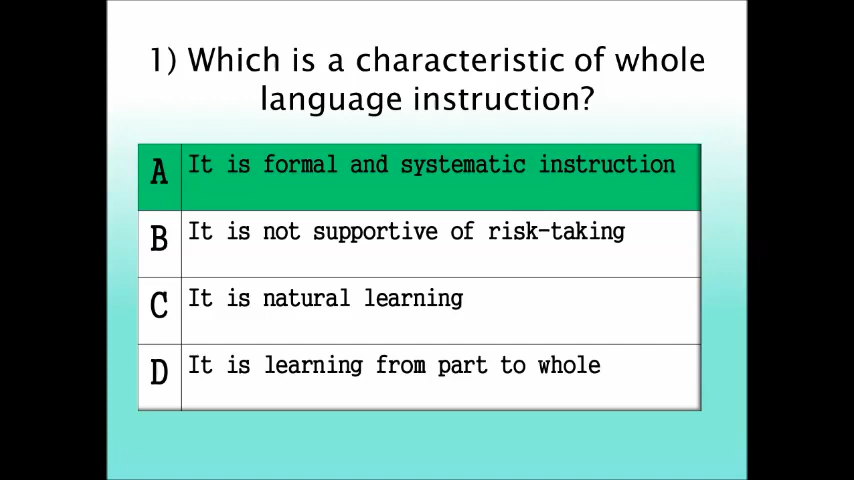 1) Which is a characteristic of whole
language instruction?
A It is formal and systematic instruction
B It is not supportive of risk-taking
C It is natural learning
D It is learning from part to whole